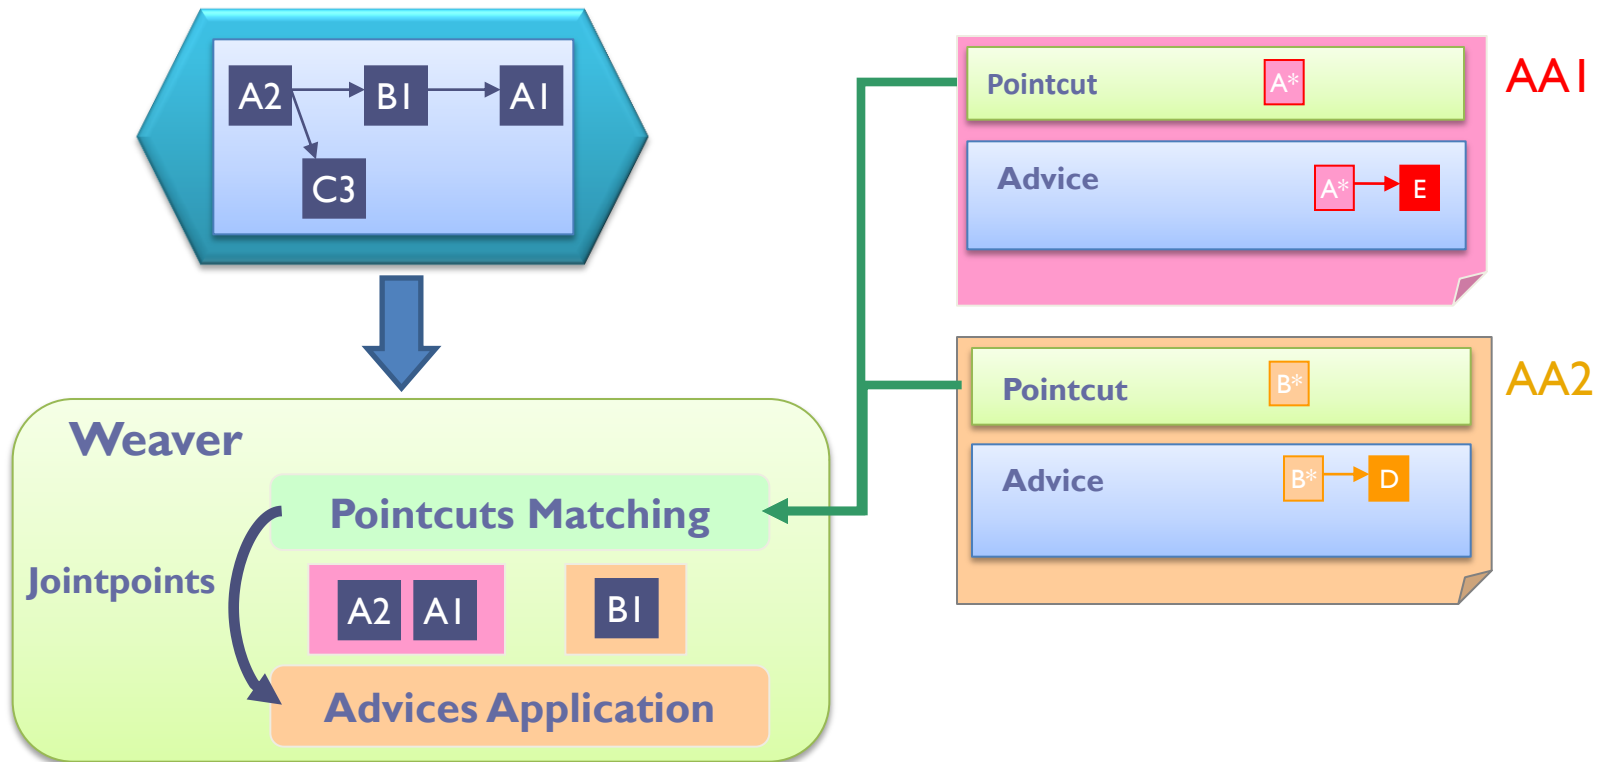 A2
B1
A1
C3
Pointcut
A*
AA1
Advice
A*
E
Pointcut
B*
AA2
Advice
B*
D
Weaver
Pointcuts Matching
Jointpoints
A2
A1
B1
Advices Application